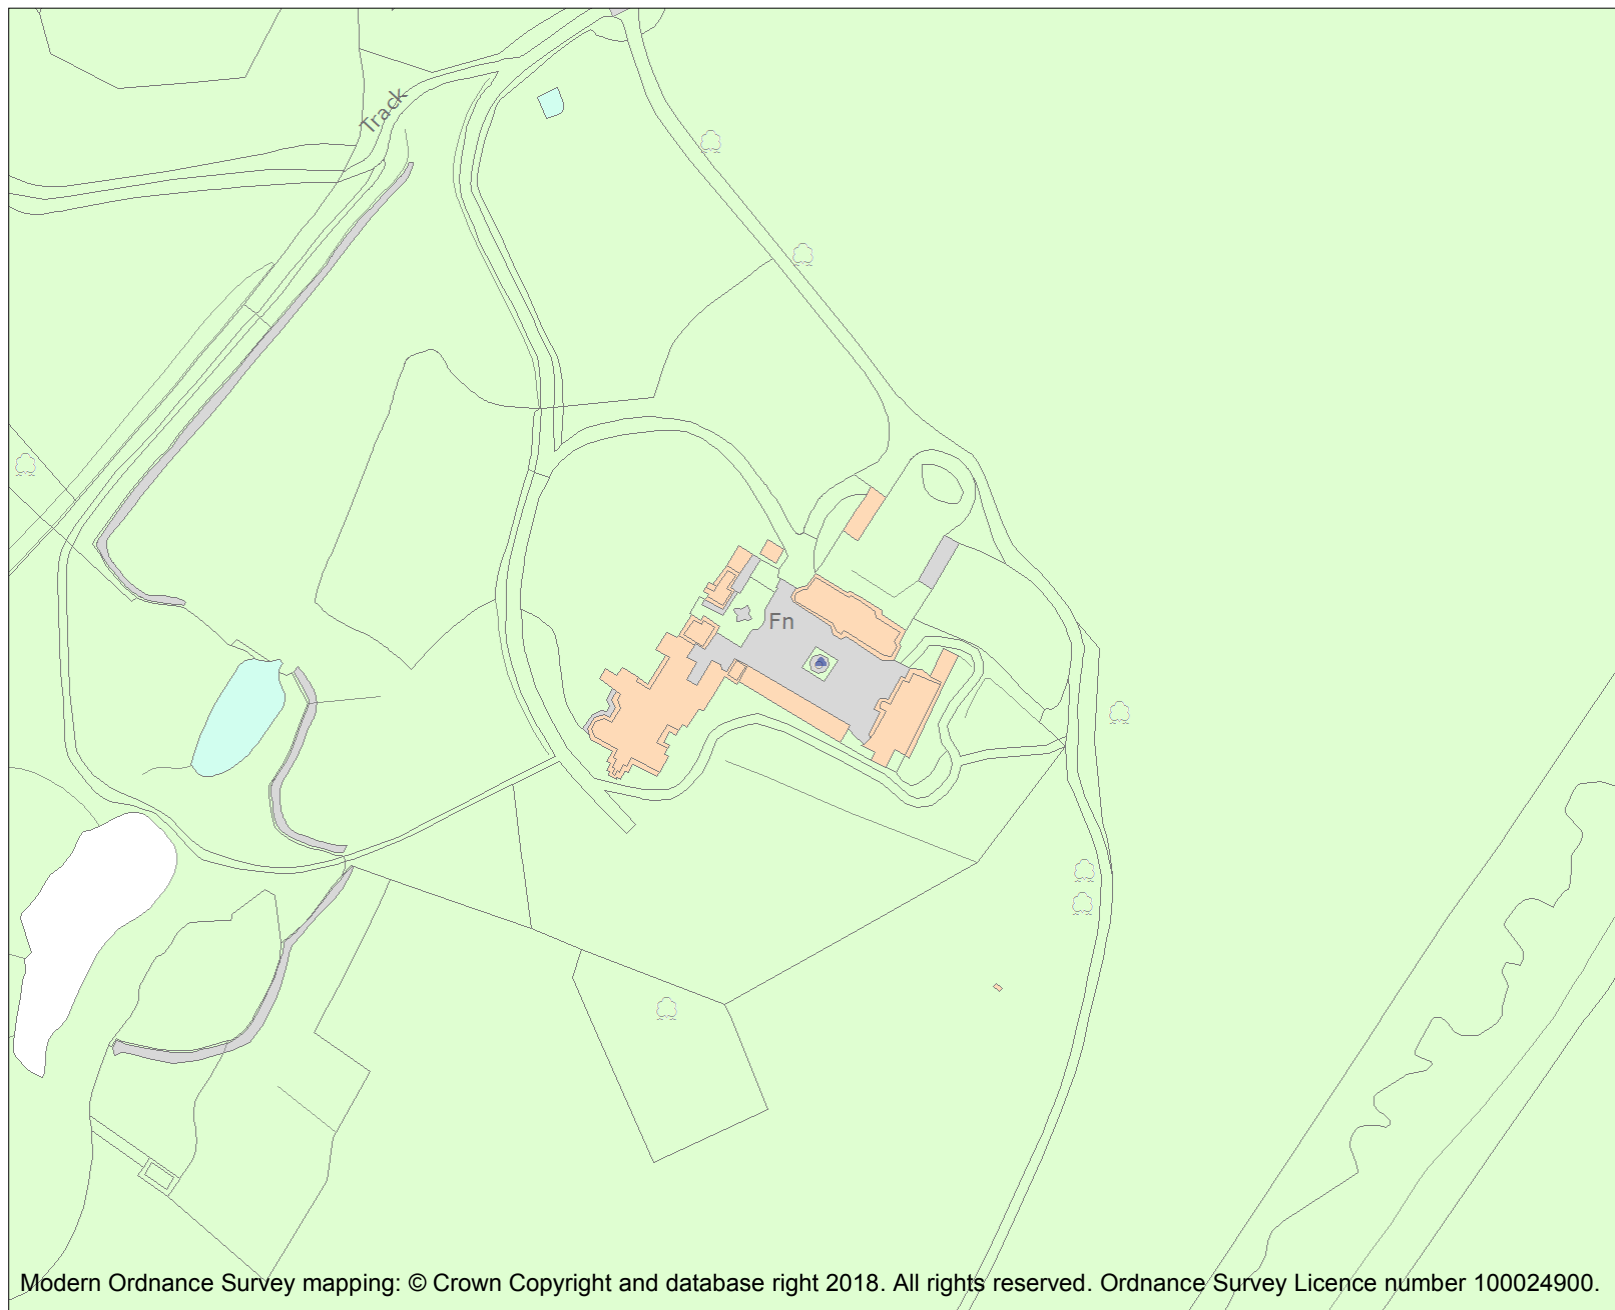 Track
Fn
Modern Ordnance Survey mapping: © Crown Copyright and database right 2018. All rights reserved. Ordnance Survey Licence number 100024900.